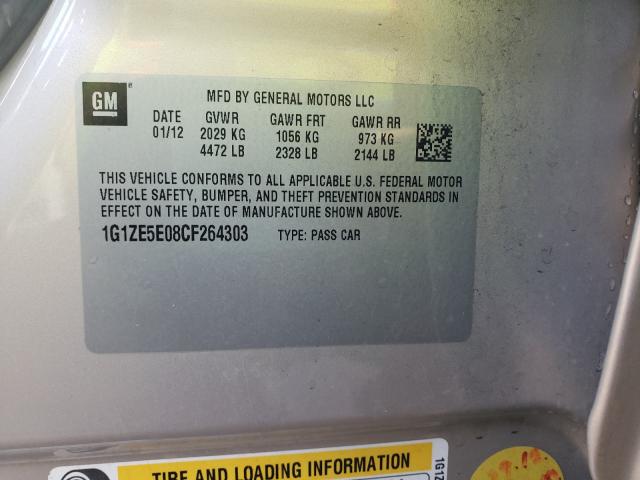 GM
MFD BY GENERAL MOTORS LLC
DATE GVWR GAWR FRT GAWR RR
01/12 2029 KG 1056 KG 973 KG
4472 LB 2328 LB 2144 LB
THIS VEHICLE CONFORMS TO ALL APPLICABLE U.S. FEDERAL MOTOR
VEHICLE SAFETY, BUMPER, AND THEFT PREVENTION STANDARDS IN
EFFECT ON THE DATE OF MANUFACTURE SHOWN ABOVE.
1G1ZE5E08CF264303 TYPE: PASS CAR
TIRE AND LOADING INFORMATION
1G1Z